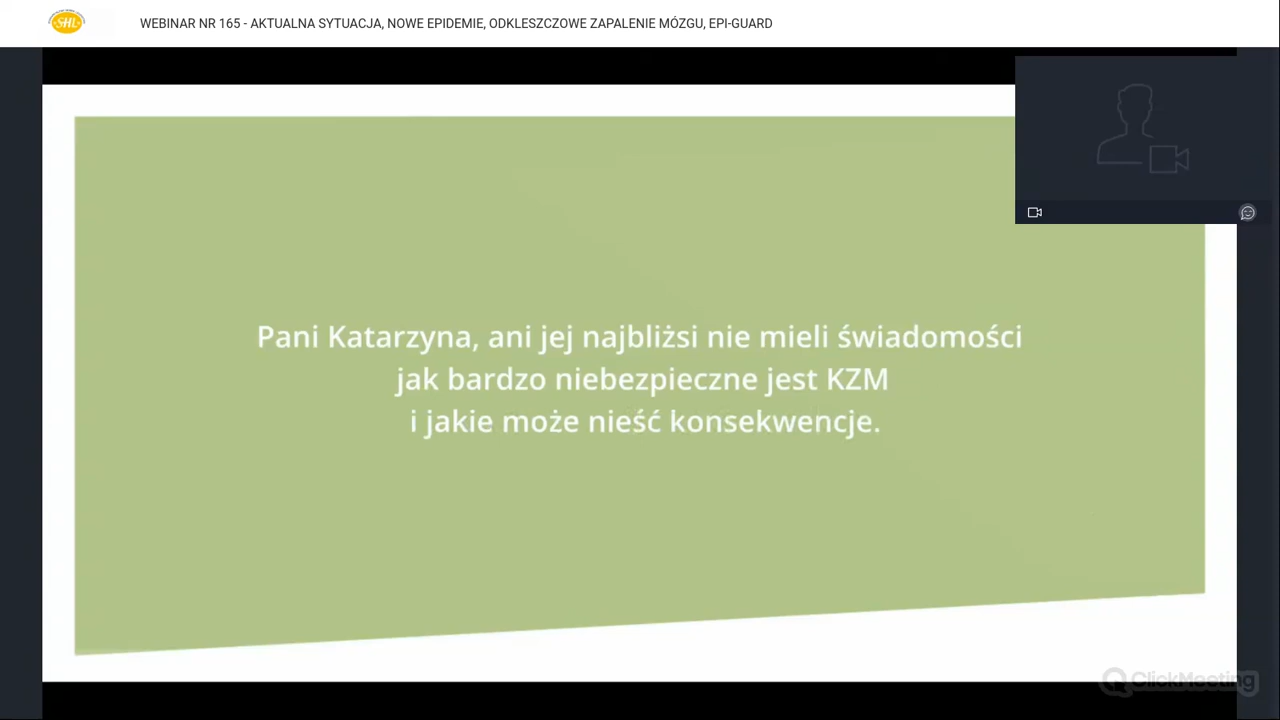 SHL
WEBINAR NR 165 - AKTUALNA SYTUACJA, NOWE EPIDEMIE, ODKLESZCZOWE ZAPALENIE MÓZGU, EPI-GUARD
Pani Katarzyna, ani jej najbliżsi nie mieli świadomości
jak bardzo niebezpieczne jest KZM
i jakie może nieść konsekwencje.
ClickMeeting